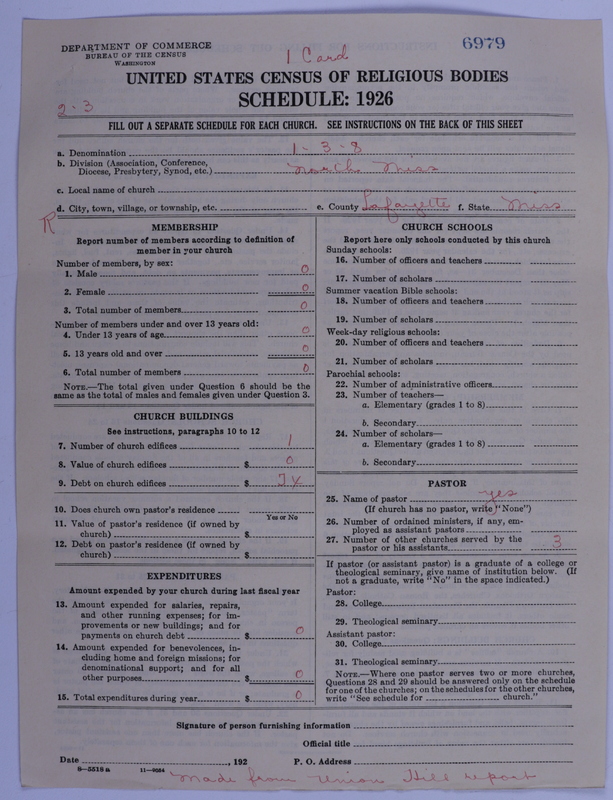 DEPARTMENT OF COMMERCE
BUREAU OF THE CENSUS
WASHINGTON
1 Card
6979
UNITED STATES CENSUS OF RELIGIOUS BODIES
2-3
SCHEDULE: 1926
FILL OUT A SEPARATE SCHEDULE FOR EACH CHURCH. SEE INSTRUCTIONS ON THE BACK OF THIS SHEET
a. Denomination 1-3-8
b. Division (Association, Conference,
Diocese, Presbytery, Synod, etc.) North Miss
c. Local name of church
d. City, town, village, or township, etc. e. County Lafayette f. State Miss
R
MEMBERSHIP
Report number of members according to definition of
member in your church
Number of members, by sex:
1. Male 0
2. Female 0
3. Total number of members 0
Number of members under and over 13 years old:
4. Under 13 years of age 0
5. 13 years old and over 0
6. Total number of members 0
NOTE.—The total given under Question 6 should be the
same as the total of males and females given under Question 3.
CHURCH BUILDINGS
See instructions, paragraphs 10 to 12
7. Number of church edifices 1
8. Value of church edifices $ 0
9. Debt on church edifices $
10. Does church own pastor's residence
Yes or No
11. Value of pastor's residence (if owned by
church) $
12. Debt on pastor's residence (if owned by
church) $
EXPENDITURES
Amount expended by your church during last fiscal year
13. Amount expended for salaries, repairs,
and other running expenses; for im-
provements or new buildings; and for
payments on church debt $ 0
14. Amount expended for benevolences, in-
cluding home and foreign missions; for
denominational support; and for all
other purposes $ 0
15. Total expenditures during year $ 0
CHURCH SCHOOLS
Report here only schools conducted by this church
Sunday schools:
16. Number of officers and teachers
17. Number of scholars
Summer vacation Bible schools:
18. Number of officers and teachers
19. Number of scholars
Week-day religious schools:
20. Number of officers and teachers
21. Number of scholars
Parochial schools:
22. Number of administrative officers
23. Number of teachers—
a. Elementary (grades 1 to 8)
b. Secondary
24. Number of scholars—
a. Elementary (grades 1 to 8)
b. Secondary
PASTOR
25. Name of pastor yes
(If church has no pastor, write "None")
26. Number of ordained ministers, if any, em-
ployed as assistant pastors
27. Number of other churches served by the
pastor or his assistants 3
If pastor (or assistant pastor) is a graduate of a college or
theological seminary, give name of institution below. (If
not a graduate, write "No" in the space indicated.)
Pastor:
28. College
29. Theological seminary
Assistant pastor:
30. College
31. Theological seminary
NOTE.—Where one pastor serves two or more churches,
Questions 28 and 29 should be answered only on the schedule
for one of the churches; on the schedules for the other churches,
write "See schedule for church."
Signature of person furnishing information
Official title
Date , 192 P. O. Address
8—5518a 11—9084
Made from Union Hill report